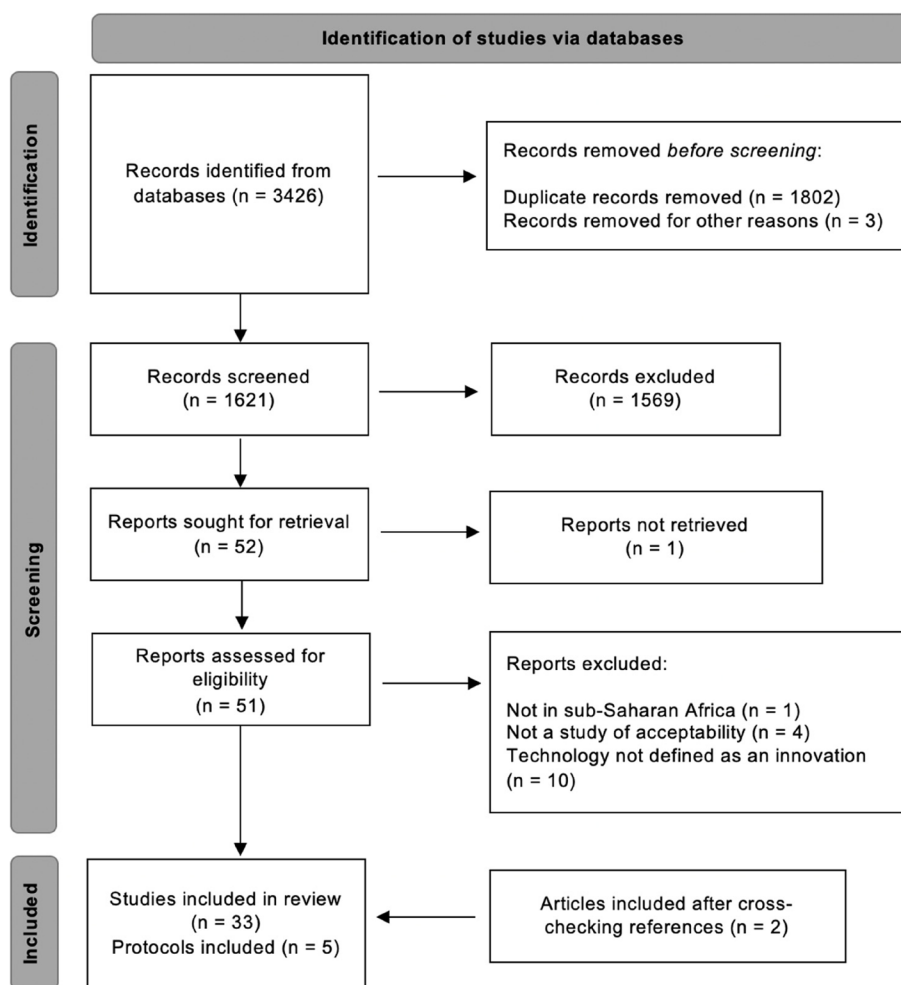 Identification of studies via databases
Identification
Records identified from
databases (n = 3426)
Records removed before screening:
Duplicate records removed (n = 1802)
Records removed for other reasons (n = 3)
Screening
Records screened
(n = 1621)
Records excluded
(n = 1569)
Reports sought for retrieval
(n = 52)
Reports not retrieved
(n = 1)
Reports assessed for
eligibility
(n = 51)
Reports excluded:
Not in sub-Saharan Africa (n = 1)
Not a study of acceptability (n = 4)
Technology not defined as an innovation
(n = 10)
Included
Studies included in review
(n = 33)
Protocols included (n = 5)
Articles included after cross-
checking references (n = 2)